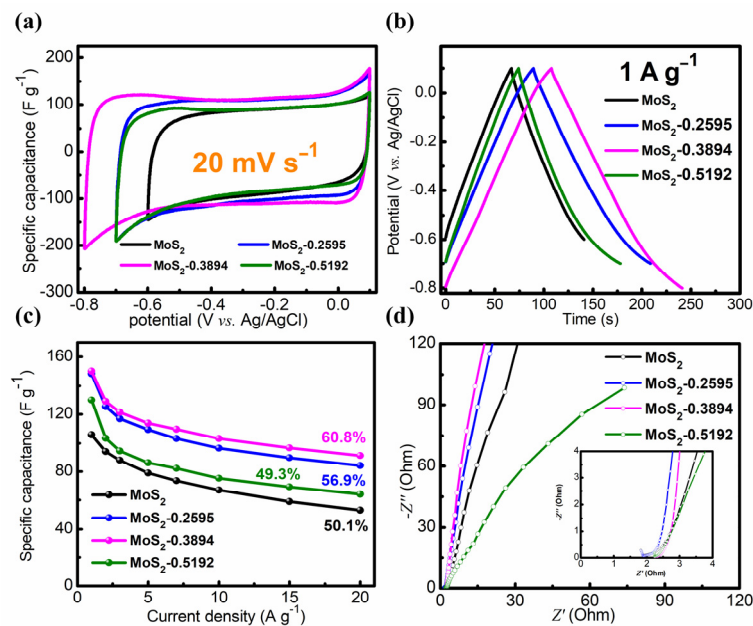 (a)
Specific capacitance (F g⁻¹)
300
200
100
0
-100
-200
-300
20 mV s⁻¹
MoS₂
MoS₂-0.2595
MoS₂-0.3894
MoS₂-0.5192
-0.8
-0.6
-0.4
-0.2
0.0
potential (V vs. Ag/AgCl)
(b)
Potential (V vs. Ag/AgCl)
0.0
-0.2
-0.4
-0.6
-0.8
1 A g⁻¹
MoS₂
MoS₂-0.2595
MoS₂-0.3894
MoS₂-0.5192
0
50
100
150
200
250
300
Time (s)
(c)
Specific capacitance (F g⁻¹)
160
120
80
40
0
60.8%
49.3%
56.9%
50.1%
MoS₂
MoS₂-0.2595
MoS₂-0.3894
MoS₂-0.5192
0
5
10
15
20
Current density (A g⁻¹)
(d)
-Z'' (Ohm)
120
90
60
30
0
MoS₂
MoS₂-0.2595
MoS₂-0.3894
MoS₂-0.5192
-Z'' (Ohm)
4
3
2
1
0
0
1
2
3
4
Z' (Ohm)
0
30
60
90
120
Z' (Ohm)